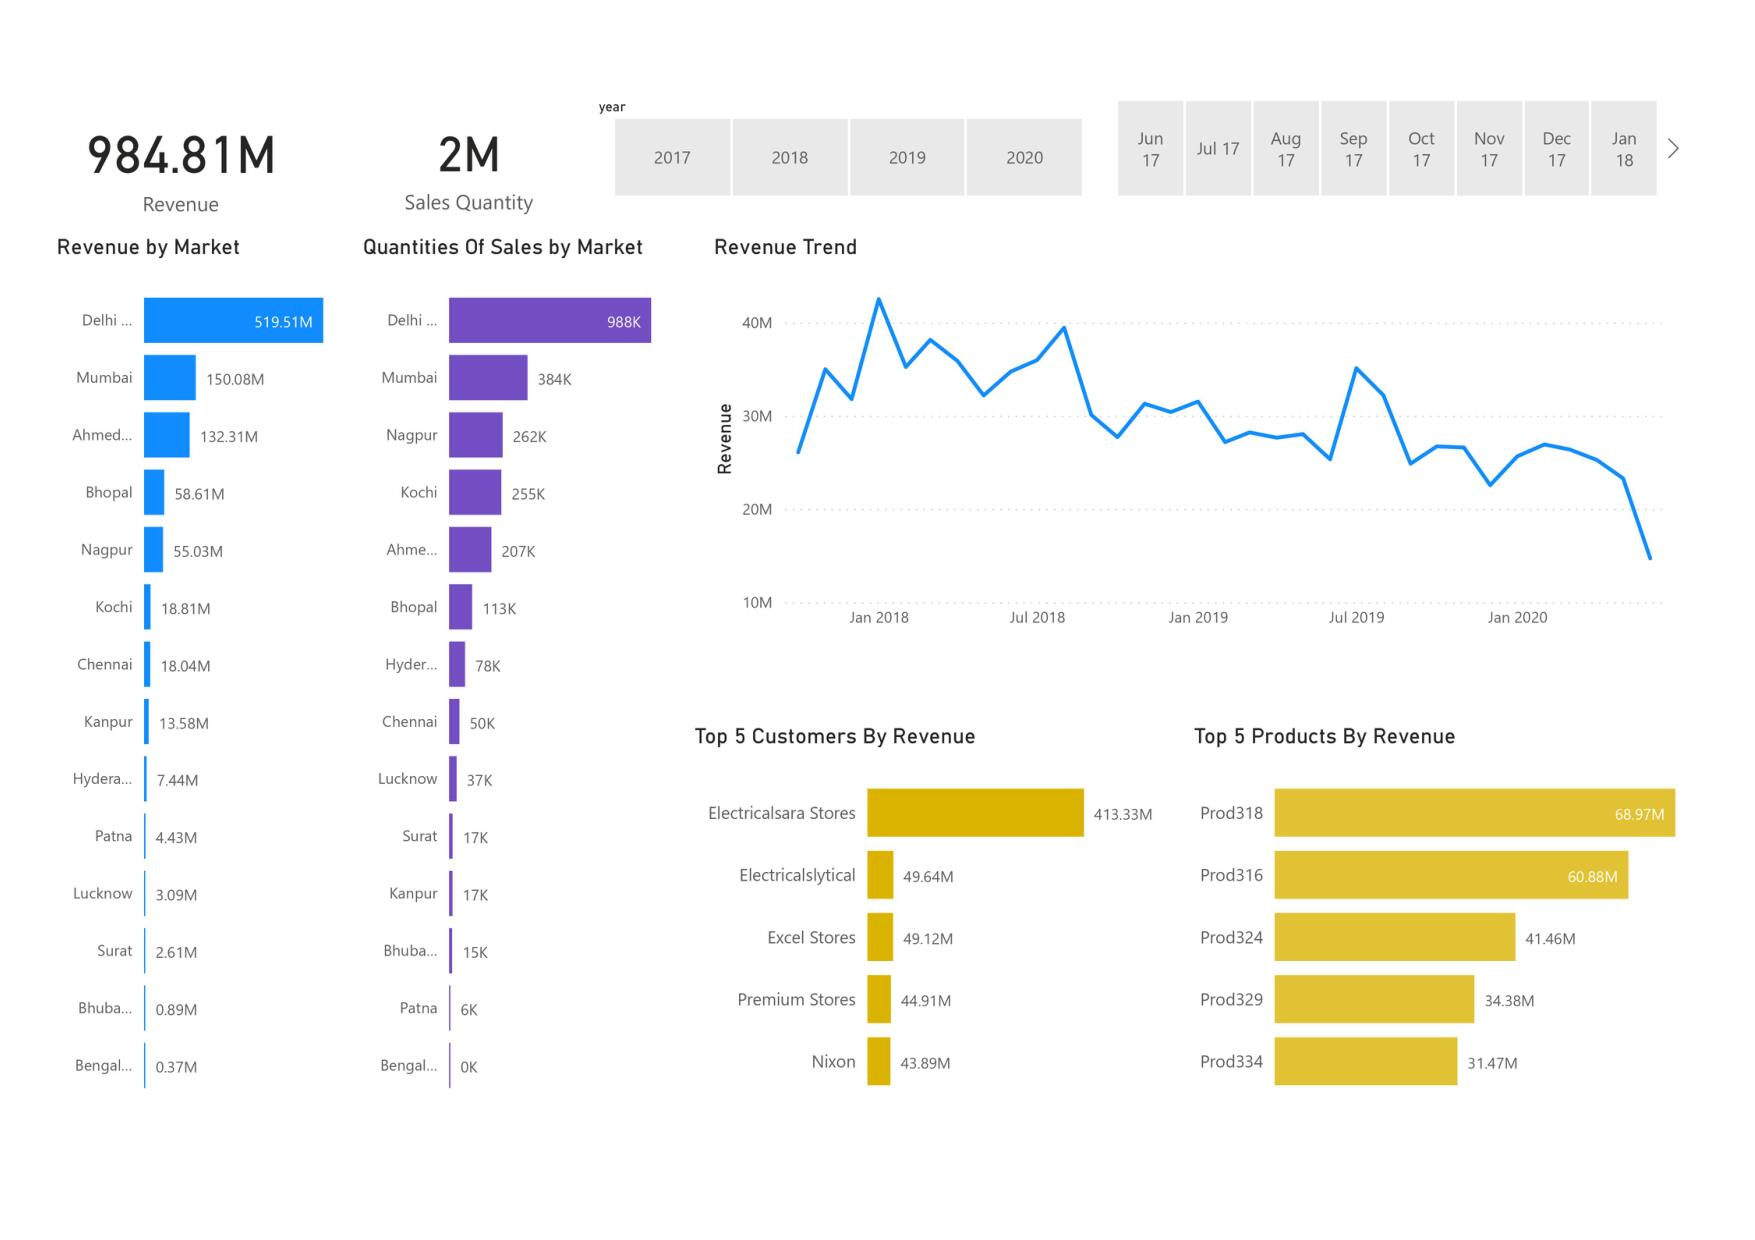 year
984.81M
Revenue
2M
Sales Quantity
2017
2018
2019
2020
Jun
17
Jul 17
Aug
17
Sep
17
Oct
17
Nov
17
Dec
17
Jan
18
Revenue by Market
Delhi ...
519.51M
Mumbai
150.08M
Ahmed...
132.31M
Bhopal
58.61M
Nagpur
55.03M
Kochi
18.81M
Chennai
18.04M
Kanpur
13.58M
Hydera...
7.44M
Patna
4.43M
Lucknow
3.09M
Surat
2.61M
Bhuba...
0.89M
Bengal...
0.37M
Quantities Of Sales by Market
Delhi ...
988K
Mumbai
384K
Nagpur
262K
Kochi
255K
Ahme...
207K
Bhopal
113K
Hyder...
78K
Chennai
50K
Lucknow
37K
Surat
17K
Kanpur
17K
Bhuba...
15K
Patna
6K
Bengal...
0K
Revenue Trend
Revenue
40M
30M
20M
10M
Jan 2018
Jul 2018
Jan 2019
Jul 2019
Jan 2020
Top 5 Customers By Revenue
Electricalsara Stores
413.33M
Electricalslytical
49.64M
Excel Stores
49.12M
Premium Stores
44.91M
Nixon
43.89M
Top 5 Products By Revenue
Prod318
68.97M
Prod316
60.88M
Prod324
41.46M
Prod329
34.38M
Prod334
31.47M